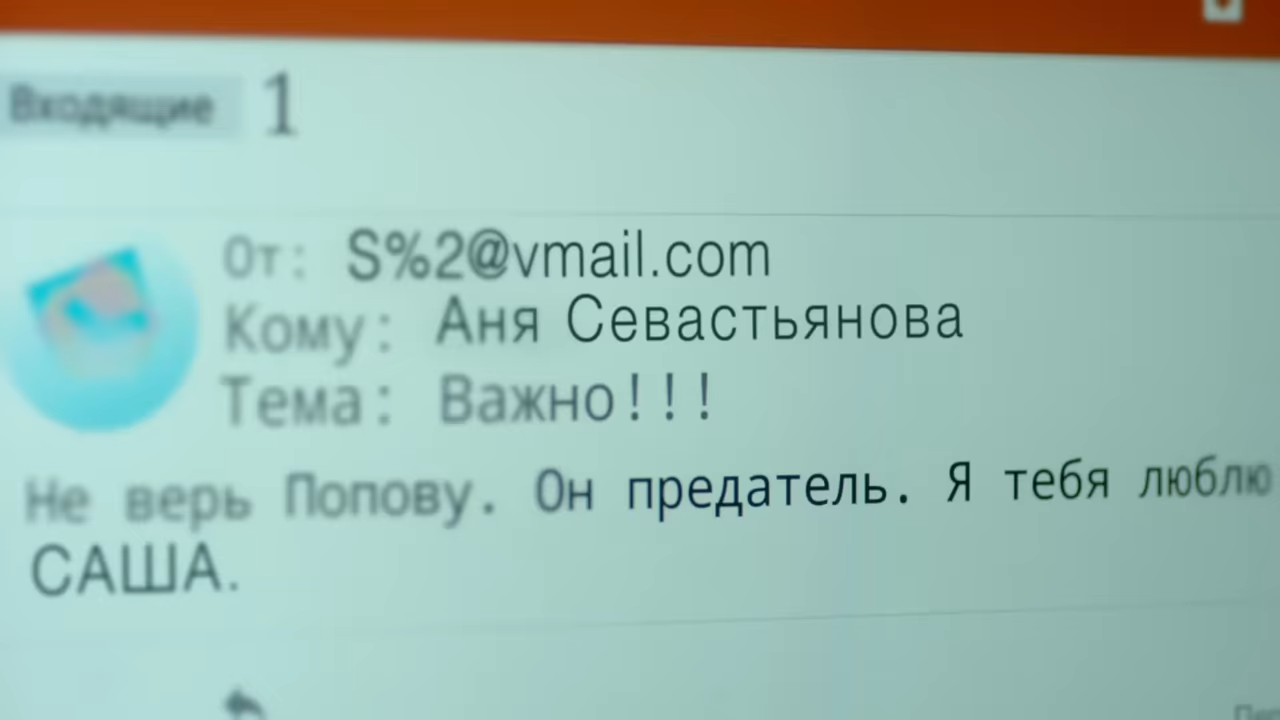 Входящие 1
От: S%2@vmail.com
Кому: Аня Севастьянова
Тема: Важно!!!
Не верь Попову. Он предатель. Я тебя люблю
САША.